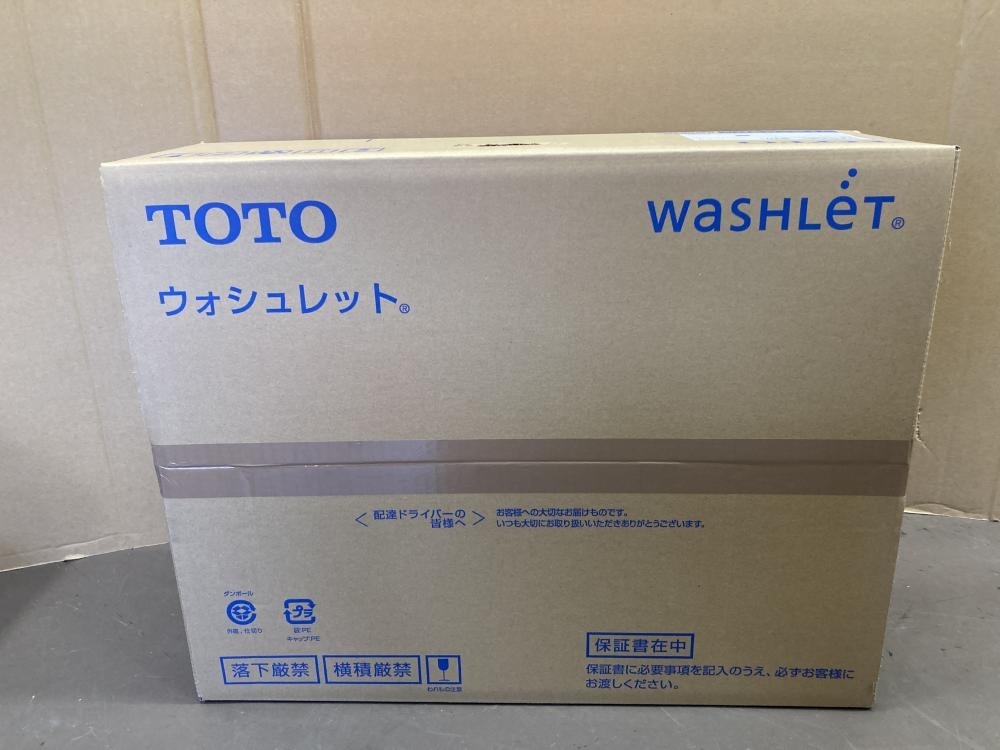 TOTO
WASHLET®
ウォシュレット®
＜配達ドライバーの
皆様へ＞
お客様への大切なお届けものです。
いつも大切にお取り扱いいただきありがとうございます。
ダンボール
外箱、仕切り
プラ
袋:PE
キャップ:PE
落下厳禁
横積厳禁
われもの注意
保証書在中
保証書に必要事項を記入のうえ、必ずお客様に
お渡しください。